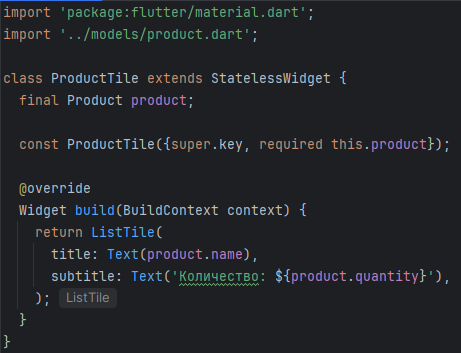 import 'package:flutter/material.dart';
import '../models/product.dart';

class ProductTile extends StatelessWidget {
  final Product product;

  const ProductTile({super.key, required this.product});

  @override
  Widget build(BuildContext context) {
    return ListTile(
      title: Text(product.name),
      subtitle: Text('Количество: ${product.quantity}'),
    ); ListTile
  }
}